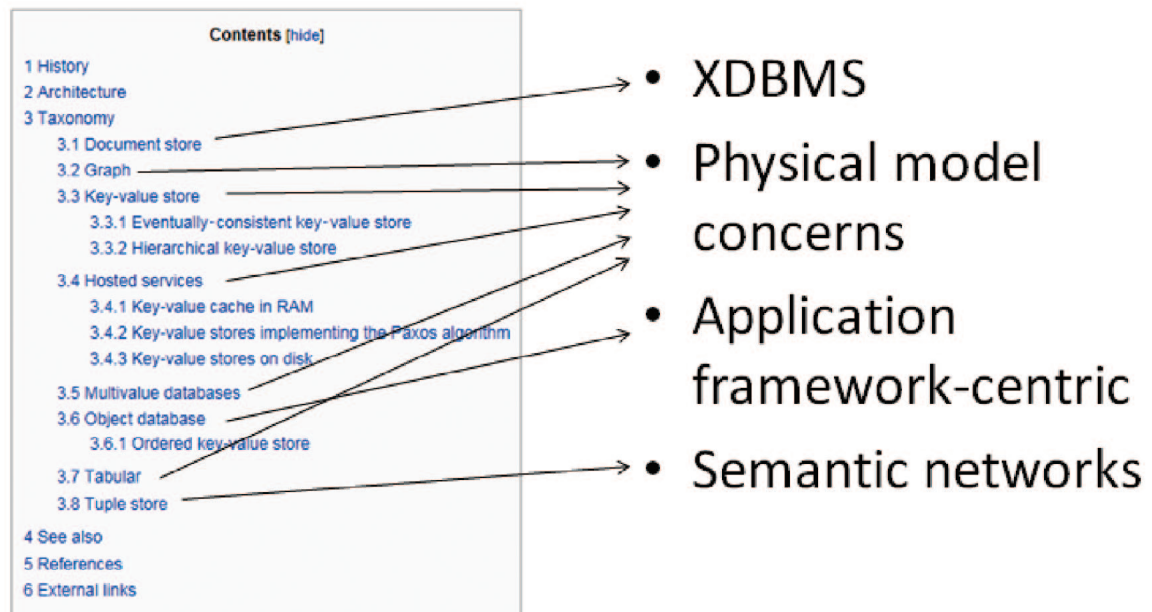 Contents [hide]
1 History
2 Architecture
3 Taxonomy
3.1 Document store
3.2 Graph
3.3 Key-value store
3.3.1 Eventually-consistent key-value store
3.3.2 Hierarchical key-value store
3.4 Hosted services
3.4.1 Key-value cache in RAM
3.4.2 Key-value stores implementing the Paxos algorithm
3.4.3 Key-value stores on disk
3.5 Multivalue databases
3.6 Object database
3.6.1 Ordered key-value store
3.7 Tabular
3.8 Tuple store
4 See also
5 References
6 External links
• XDBMS
• Physical model
concerns
• Application
framework-centric
• Semantic networks